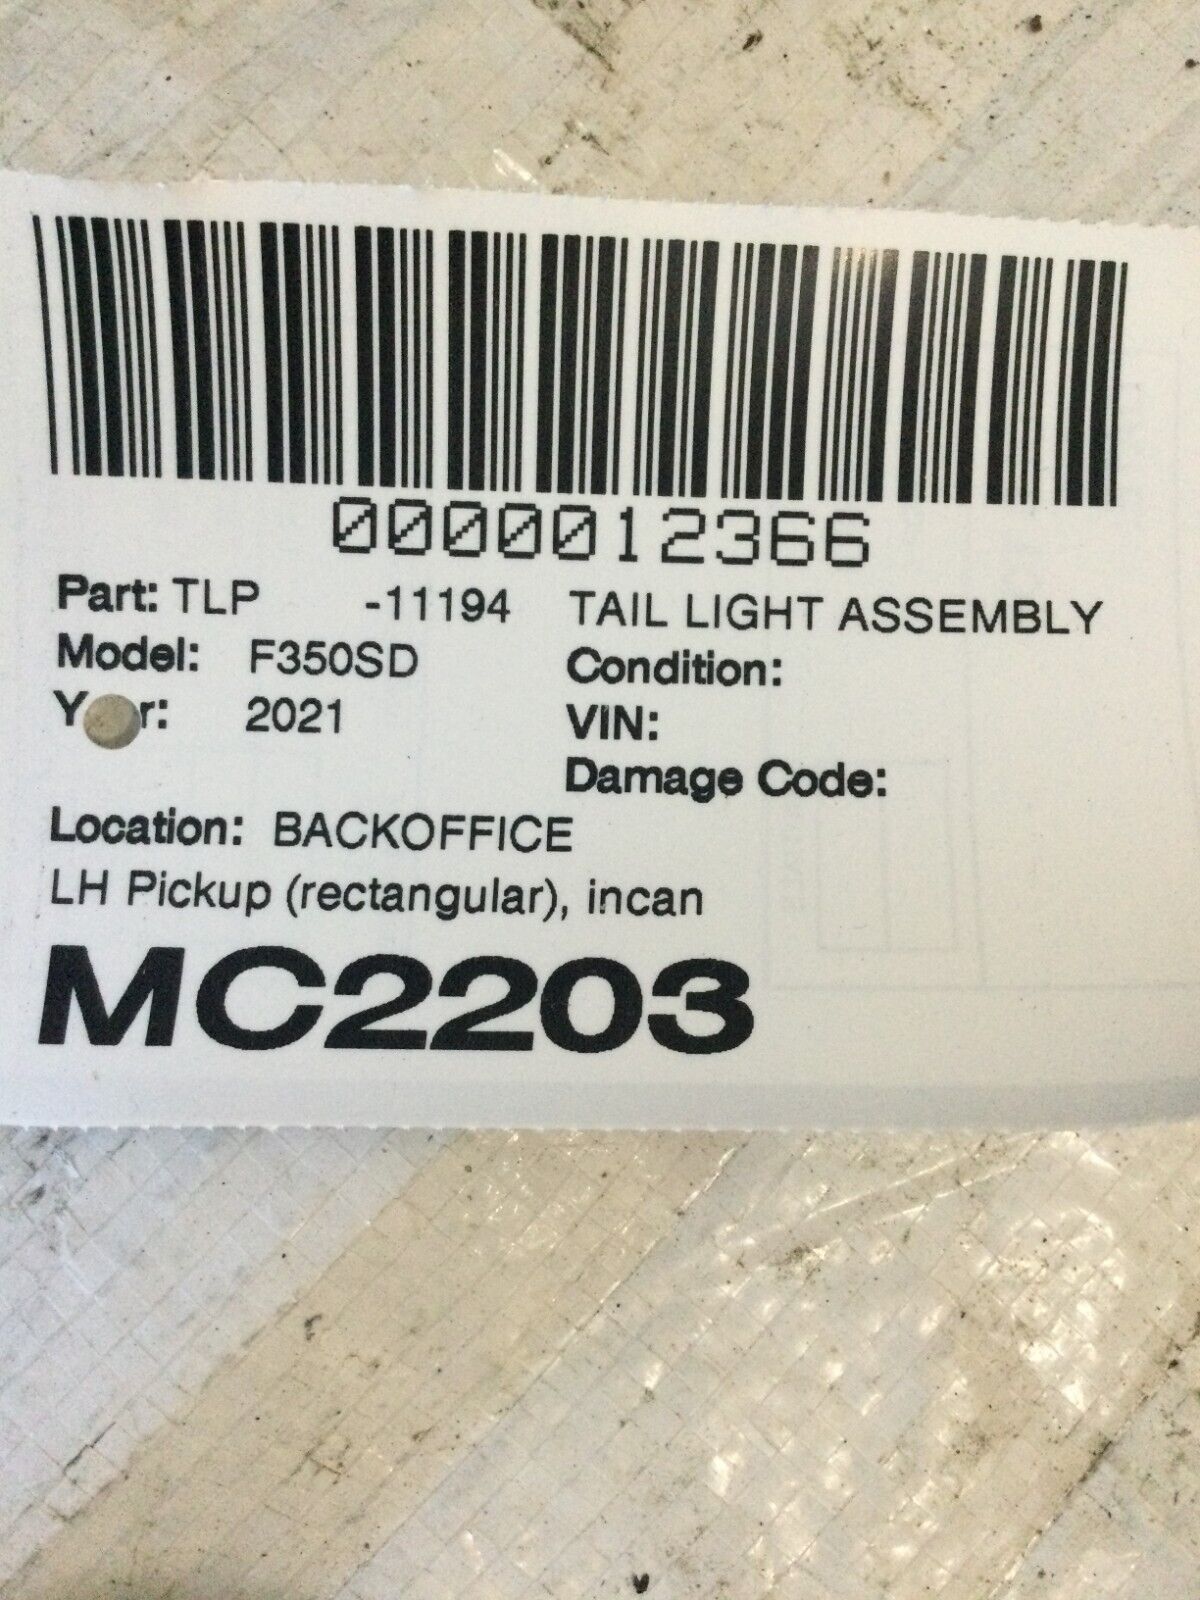 0000012366
Part: TLP -11194 TAIL LIGHT ASSEMBLY
Model: F350SD Condition:
Y r: 2021 VIN:
Damage Code:
Location: BACKOFFICE
LH Pickup (rectangular), incan
MC2203